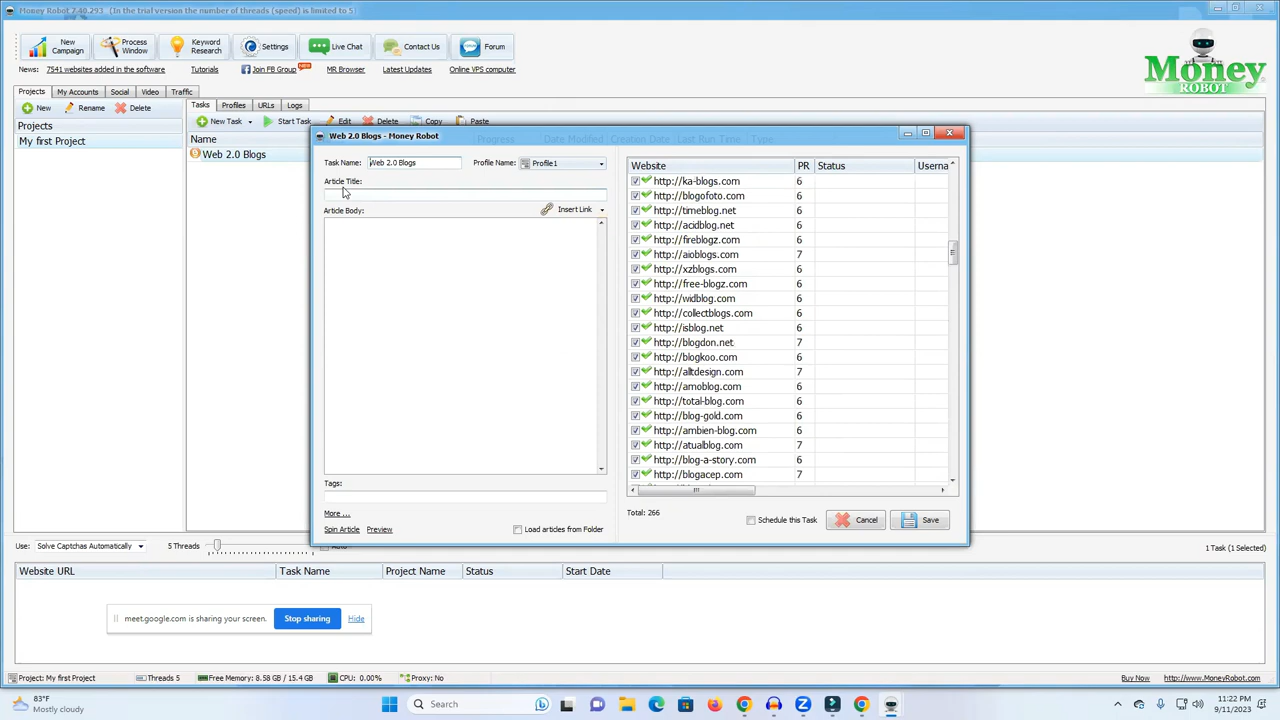 Money Robot 7.40.293 (In the trial version the number of threads (speed) is limited to 5)
New Campaign
Process Window
Keyword Research
Settings
Live Chat
Contact Us
Forum
News: 7541 websites added in the software
Tutorials
Join FB Group NEW
MR Browser
Latest Updates
Online VPS computer
Money ROBOT
Projects My Accounts Social Video Traffic
New Rename Delete
Projects
My first Project
Tasks Profiles URLs Logs
New Task Start Task Edit Delete Copy Paste
Name Progress Date Modified Creation Date Last Run Time Type
Web 2.0 Blogs
Web 2.0 Blogs - Money Robot
Task Name: Web 2.0 Blogs Profile Name: Profile1
Article Title:
Article Body: Insert Link
Tags:
More ...
Spin Article Preview Load articles from Folder
Website PR Status Userna
http://ka-blogs.com 6
http://blogofoto.com 6
http://timeblog.net 6
http://acidblog.net 6
http://fireblogz.com 6
http://aioblogs.com 7
http://xzblogs.com 6
http://free-blogz.com 6
http://widblog.com 6
http://collectblogs.com 6
http://isblog.net 6
http://blogdon.net 7
http://blogkoo.com 6
http://alltdesign.com 7
http://amoblog.com 6
http://total-blog.com 6
http://blog-gold.com 6
http://ambien-blog.com 6
http://atualblog.com 7
http://blog-a-story.com 6
http://blogacep.com 7
Total: 266
Schedule this Task Cancel Save
Use: Solve Captchas Automatically 5 Threads Auto
1 Task (1 Selected)
Website URL Task Name Project Name Status Start Date
meet.google.com is sharing your screen. Stop sharing Hide
Project: My first Project Threads 5 Free Memory: 8.58 GB / 15.4 GB CPU: 0.00% Proxy: No Buy Now http://www.MoneyRobot.com
83°F
Mostly cloudy
Search
11:22 PM
9/11/2023